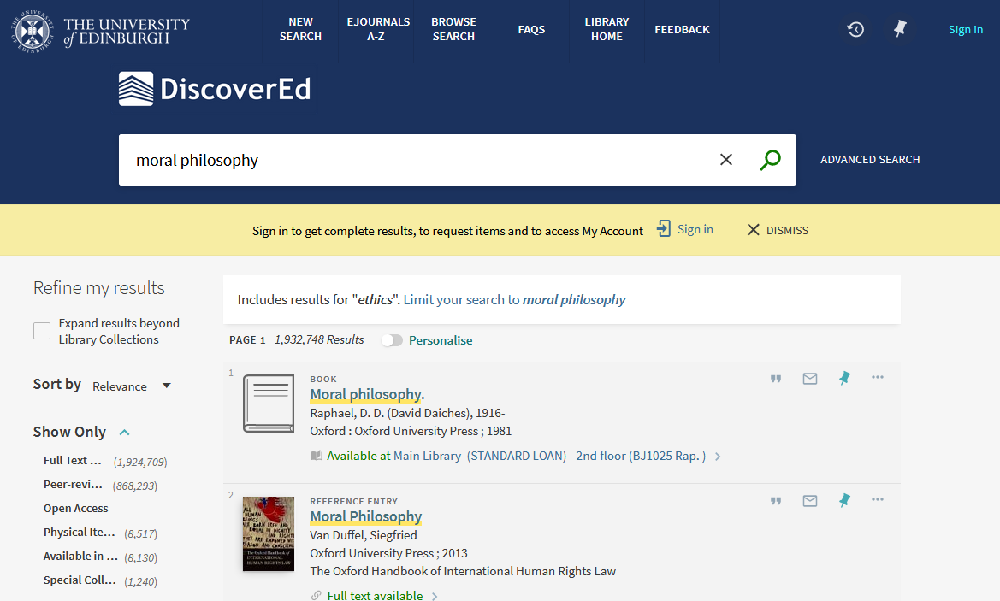 THE UNIVERSITY
of EDINBURGH
NEW
SEARCH
EJOURNALS
A-Z
BROWSE
SEARCH
FAQS
LIBRARY
HOME
FEEDBACK
Sign in
DiscoverEd
moral philosophy
ADVANCED SEARCH
Sign in to get complete results, to request items and to access My Account
Sign in
DISMISS
Refine my results
Expand results beyond
Library Collections
Sort by Relevance
Show Only
Full Text ... (1,924,709)
Peer-revi... (868,293)
Open Access
Physical Ite... (8,517)
Available in ... (8,130)
Special Coll... (1,240)
Includes results for "ethics". Limit your search to moral philosophy
PAGE 1 1,932,748 Results Personalise
1
BOOK
Moral philosophy.
Raphael, D. D. (David Daiches), 1916-
Oxford : Oxford University Press ; 1981
Available at Main Library (STANDARD LOAN) - 2nd floor (BJ1025 Rap. )
2
REFERENCE ENTRY
Moral Philosophy
Van Duffel, Siegfried
Oxford University Press ; 2013
The Oxford Handbook of International Human Rights Law
Full text available